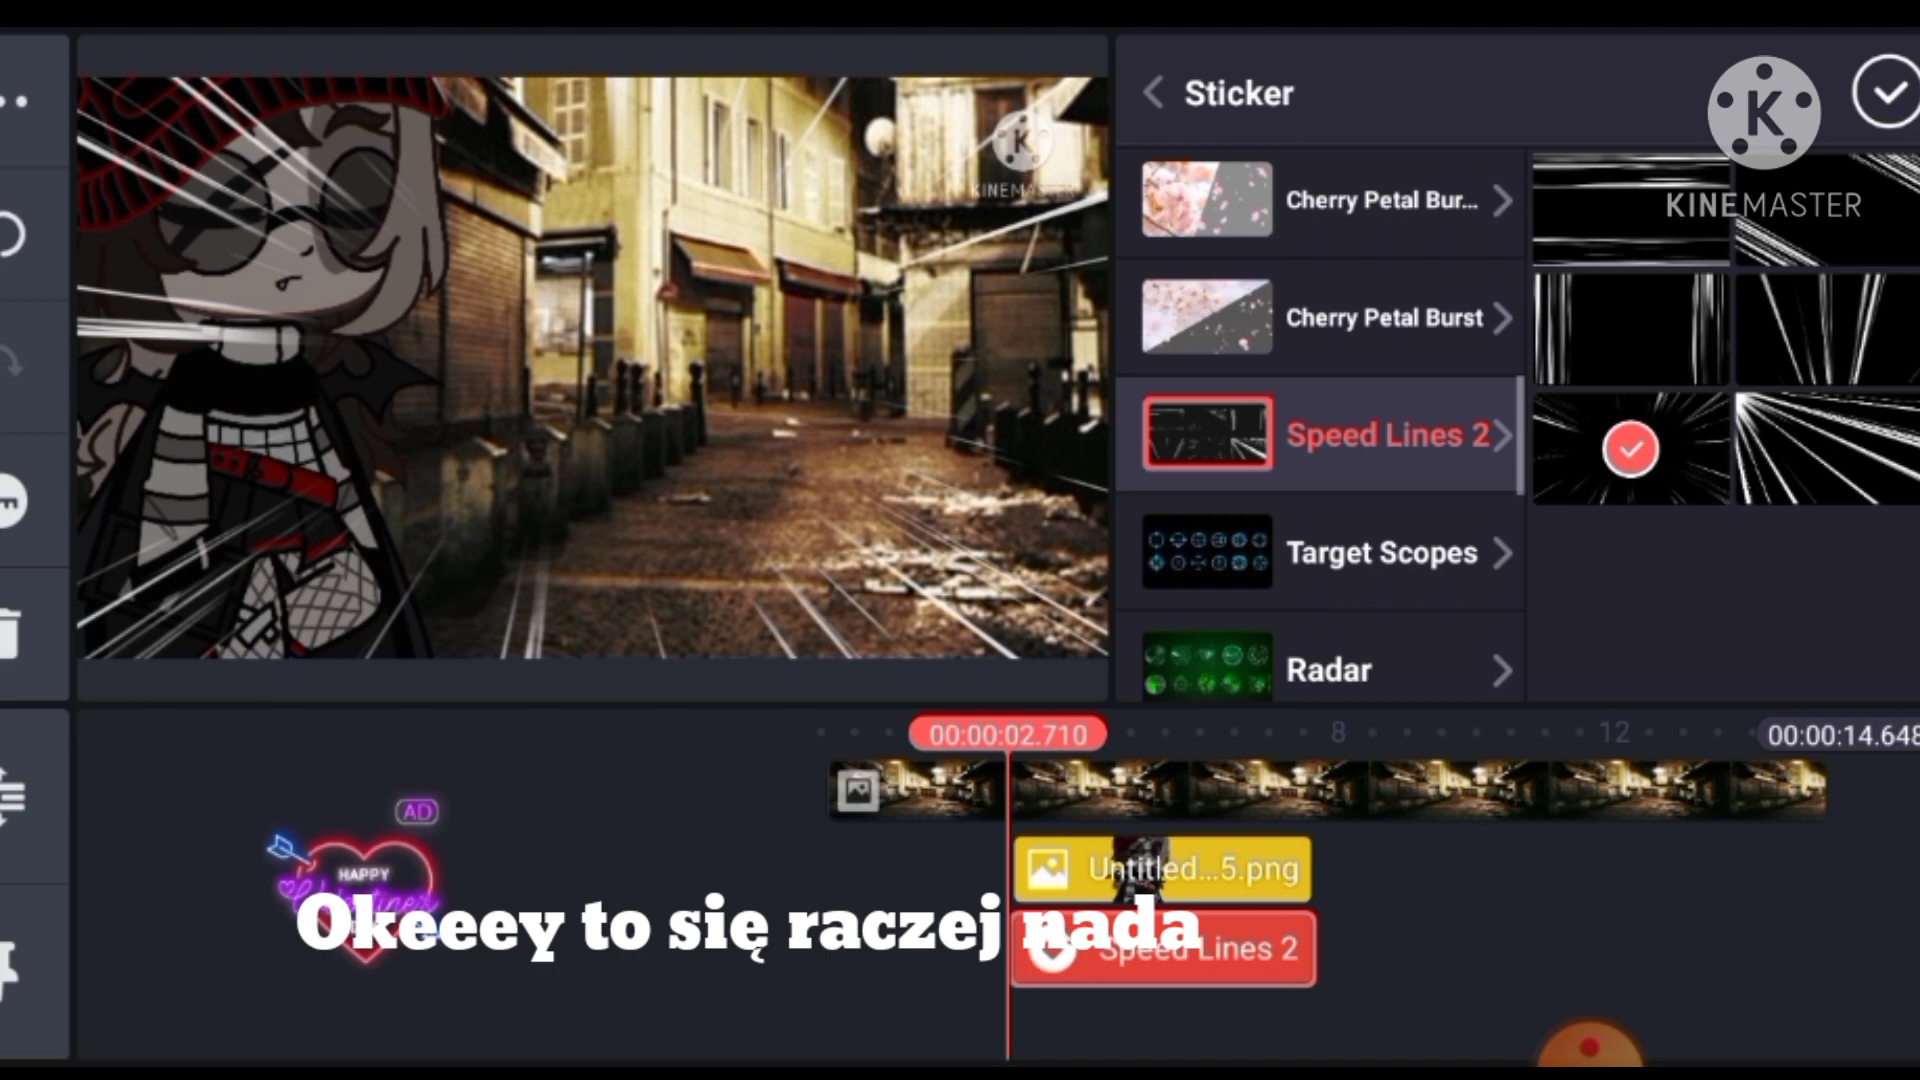 Sticker
KINEMASTER
KINEMASTER
Cherry Petal Bur...
Cherry Petal Burst
Speed Lines 2
Target Scopes
Radar
00:00:02.710
8
12
00:00:14.648
AD
HAPPY
Valentines
Untitled...5.png
Okeeey to się raczej nada
Speed Lines 2